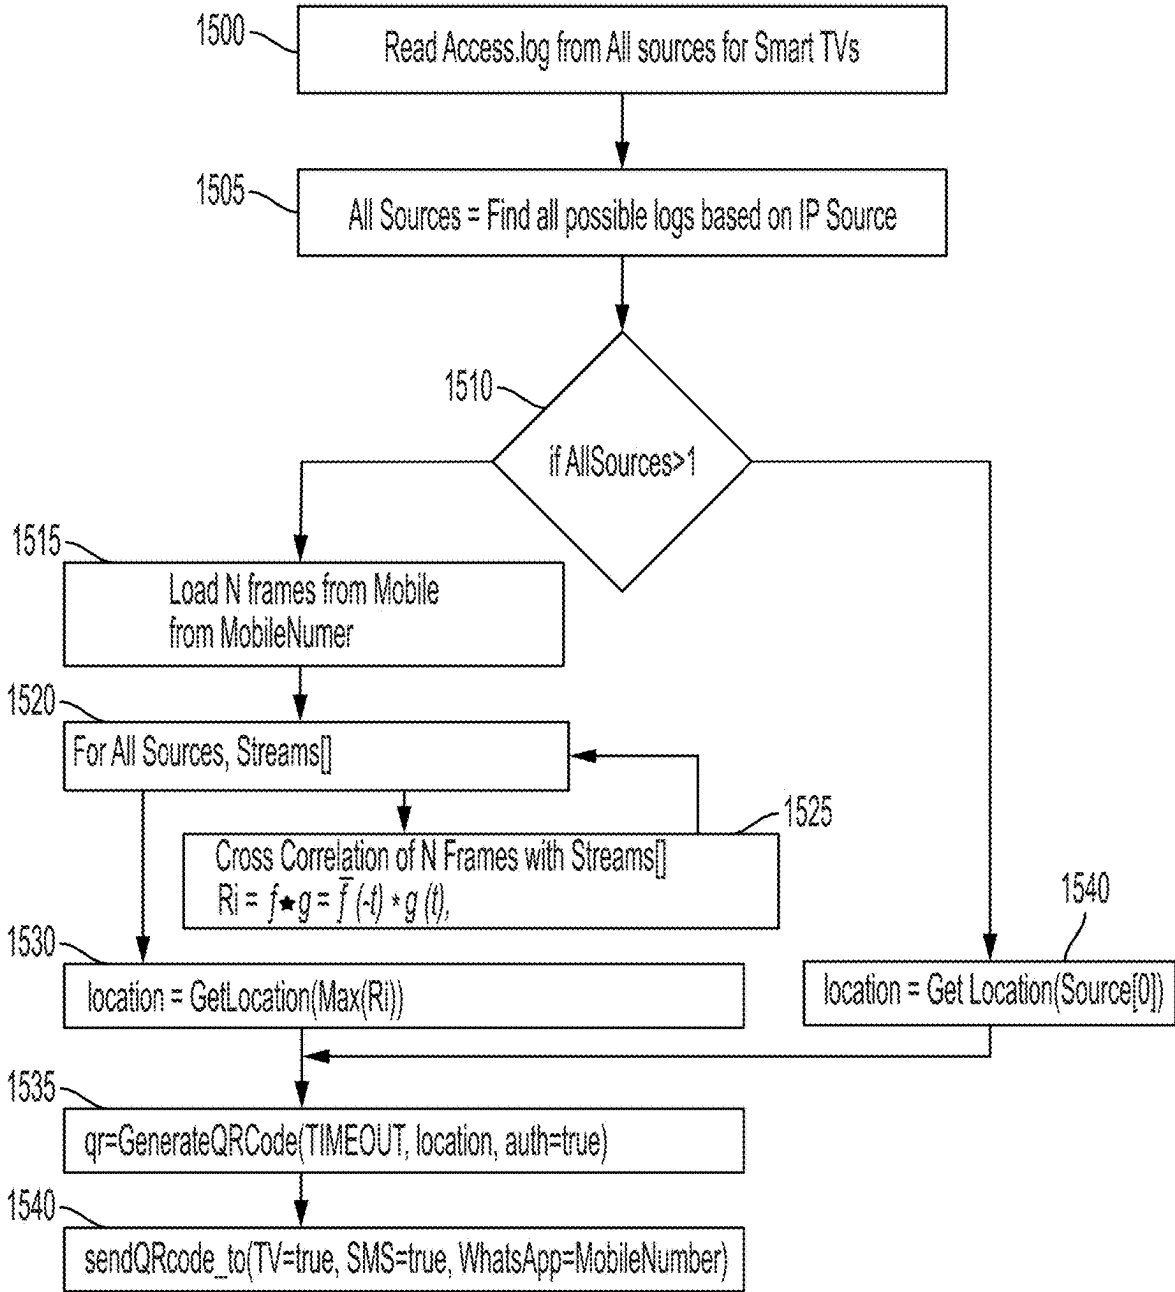 1500
Read Access.log from All sources for Smart TVs
1505
All Sources = Find all possible logs based on IP Source
1510
if AllSources>1
1515
Load N frames from Mobile
from MobileNumer
1520
For All Sources, Streams[]
1525
Cross Correlation of N Frames with Streams[]
Ri = f★g = f̅ (-t) * g (t),
1530
location = GetLocation(Max(Ri))
1540
location = Get Location(Source[0])
1535
qr=GenerateQRCode(TIMEOUT, location, auth=true)
1540
sendQRcode_to(TV=true, SMS=true, WhatsApp=MobileNumber)